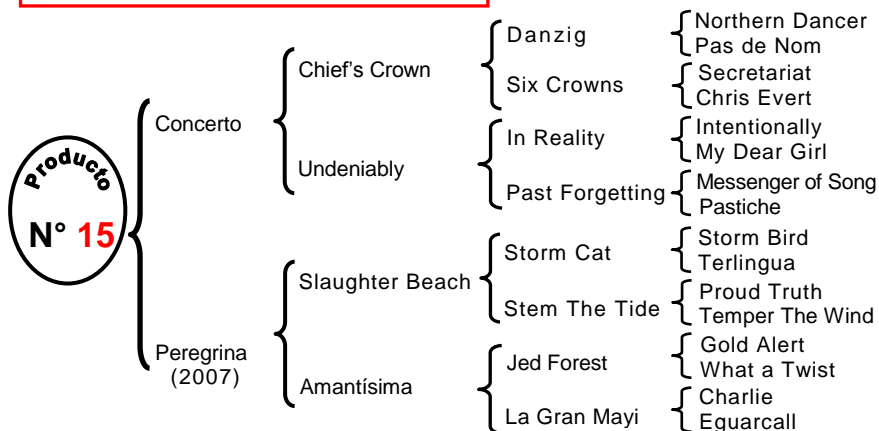 Producto
N° 15
Concerto
Peregrina
(2007)
Chief's Crown
Undeniably
Slaughter Beach
Amantísima
Danzig
Six Crowns
In Reality
Past Forgetting
Storm Cat
Stem The Tide
Jed Forest
La Gran Mayi
Northern Dancer
Pas de Nom
Secretariat
Chris Evert
Intentionally
My Dear Girl
Messenger of Song
Pastiche
Storm Bird
Terlingua
Proud Truth
Temper The Wind
Gold Alert
What a Twist
Charlie
Eguarcall